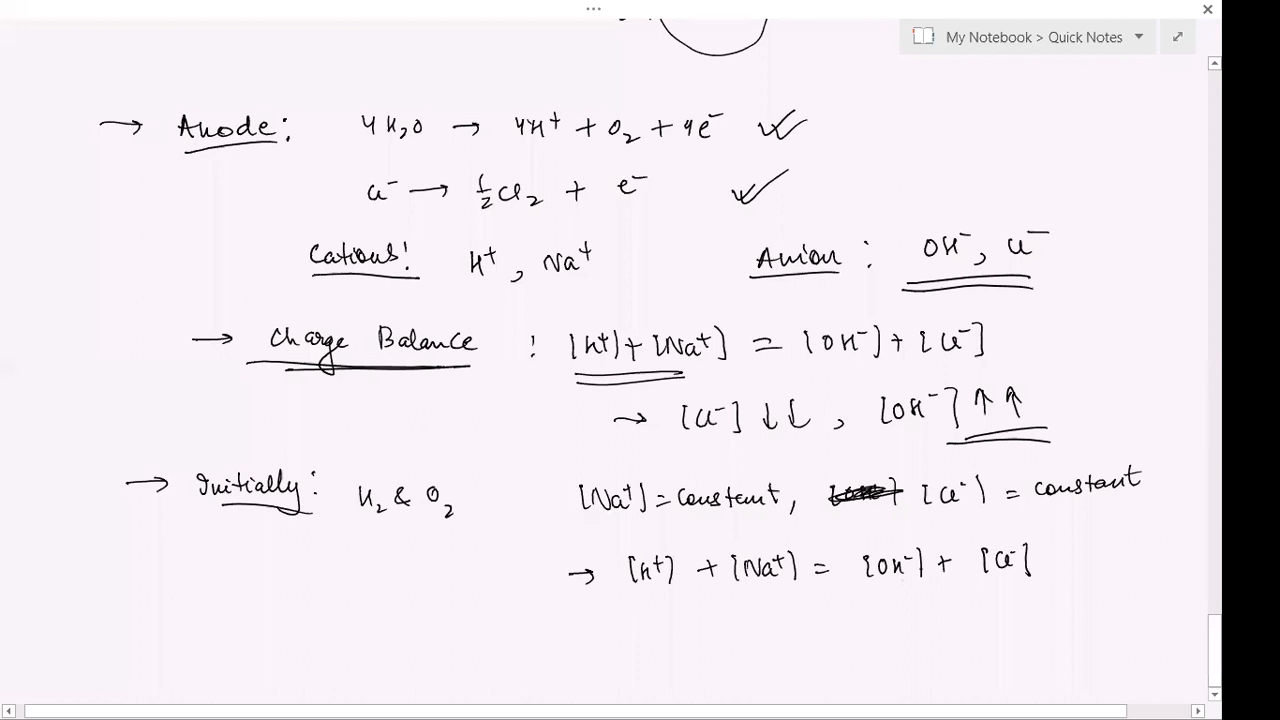 My Notebook > Quick Notes
→ Anode: 4H₂O → 4H⁺ + O₂ + 4e⁻ ✓✓
Cl⁻ → ½Cl₂ + e⁻ ✓
Cations! H⁺, Na⁺ Anion: OH⁻, Cl⁻
→ Charge Balance : [H⁺] + [Na⁺] = [OH⁻] + [Cl⁻]
→ [Cl⁻] ↓↓, [OH⁻] ↑↑
→ Initially: H₂ & O₂ [Na⁺] = constant, [Cl⁻] = constant
→ [H⁺] + [Na⁺] = [OH⁻] + [Cl⁻]